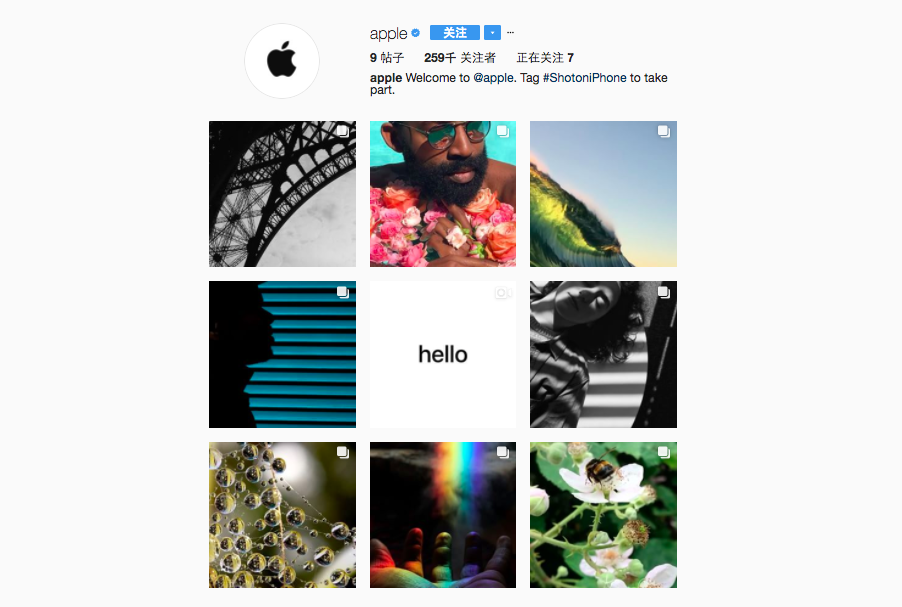 apple 关注 ...
9 帖子 259千 关注者 正在关注 7
apple Welcome to @apple. Tag #ShotoniPhone to take
part.
hello